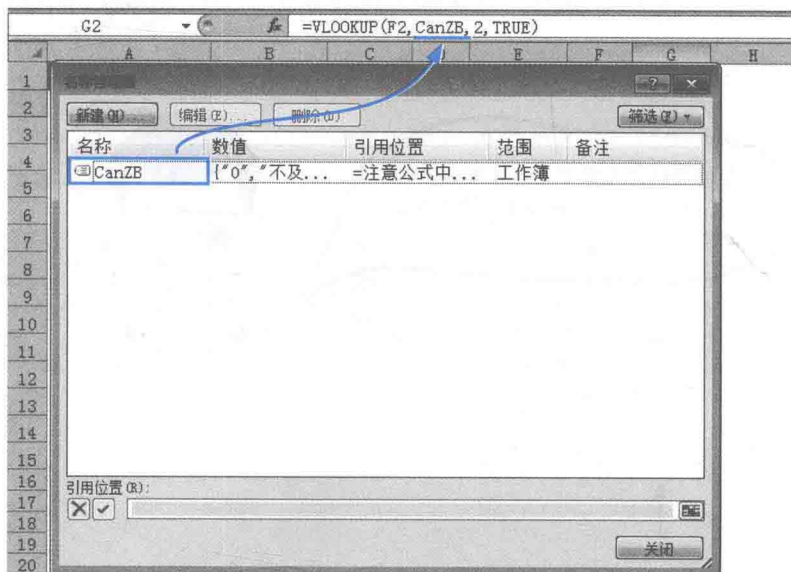 G2 fx =VLOOKUP(F2,CanZB,2,TRUE)
A B C D E F G H
1
2 新建(N)... 编辑(E)... 删除(D) 筛选(F)
3 名称 数值 引用位置 范围 备注
4 CanZB {"0","不及... =注意公式中... 工作簿
5
6
7
8
9
10
11
12
13
14
15
16 引用位置(R):
17
18
19 关闭
20